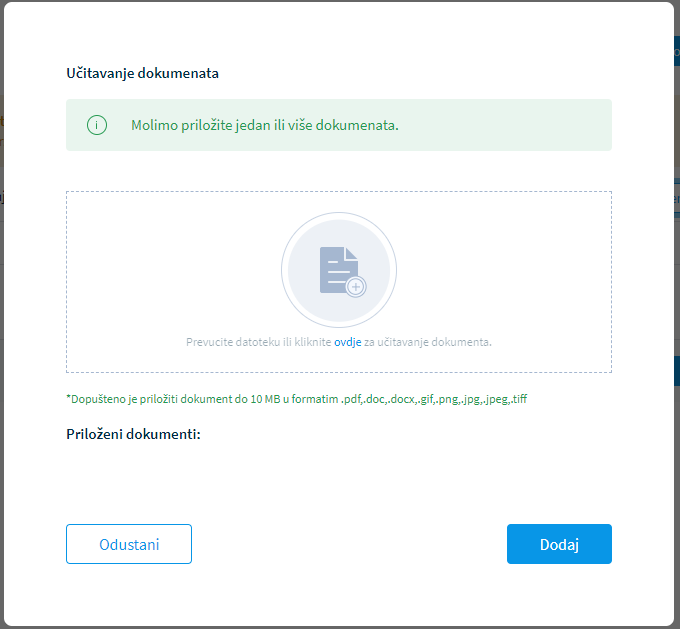 Učitavanje dokumenata
Molimo priložite jedan ili više dokumenata.
Prevucite datoteku ili kliknite ovdje za učitavanje dokumenta.
*Dopušteno je priložiti dokument do 10 MB u formatim .pdf,.doc,.docx,.gif,.png,.jpg,.jpeg,.tiff
Priloženi dokumenti:
Odustani
Dodaj